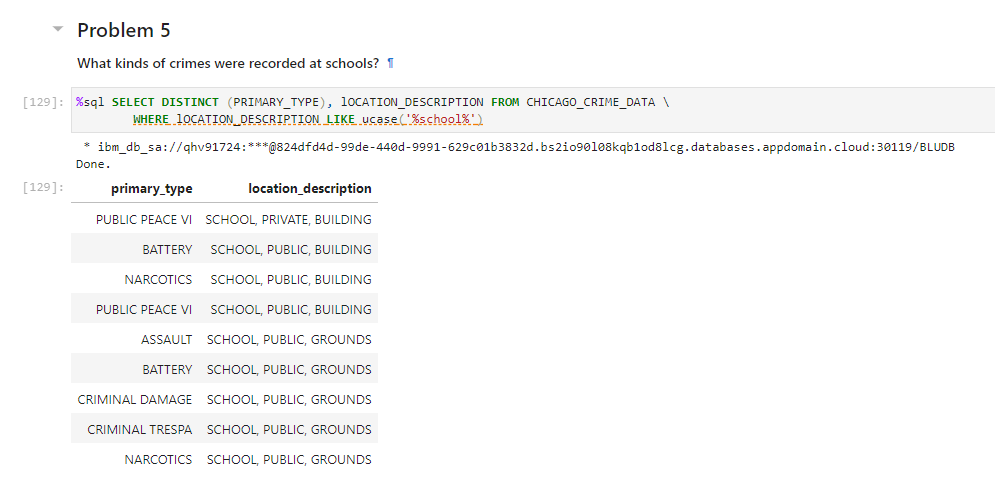 Problem 5
What kinds of crimes were recorded at schools? ¶
[129]: %sql SELECT DISTINCT (PRIMARY_TYPE), lOCATION_DESCRIPTION FROM CHICAGO_CRIME_DATA \
WHERE lOCATION_DESCRIPTION LIKE ucase('%school%')
* ibm_db_sa://qhv91724:***@824dfd4d-99de-440d-9991-629c01b3832d.bs2io90l08kqb1od8lcg.databases.appdomain.cloud:30119/BLUDB
Done.
[129]: primary_type location_description
PUBLIC PEACE VI SCHOOL, PRIVATE, BUILDING
BATTERY SCHOOL, PUBLIC, BUILDING
NARCOTICS SCHOOL, PUBLIC, BUILDING
PUBLIC PEACE VI SCHOOL, PUBLIC, BUILDING
ASSAULT SCHOOL, PUBLIC, GROUNDS
BATTERY SCHOOL, PUBLIC, GROUNDS
CRIMINAL DAMAGE SCHOOL, PUBLIC, GROUNDS
CRIMINAL TRESPA SCHOOL, PUBLIC, GROUNDS
NARCOTICS SCHOOL, PUBLIC, GROUNDS